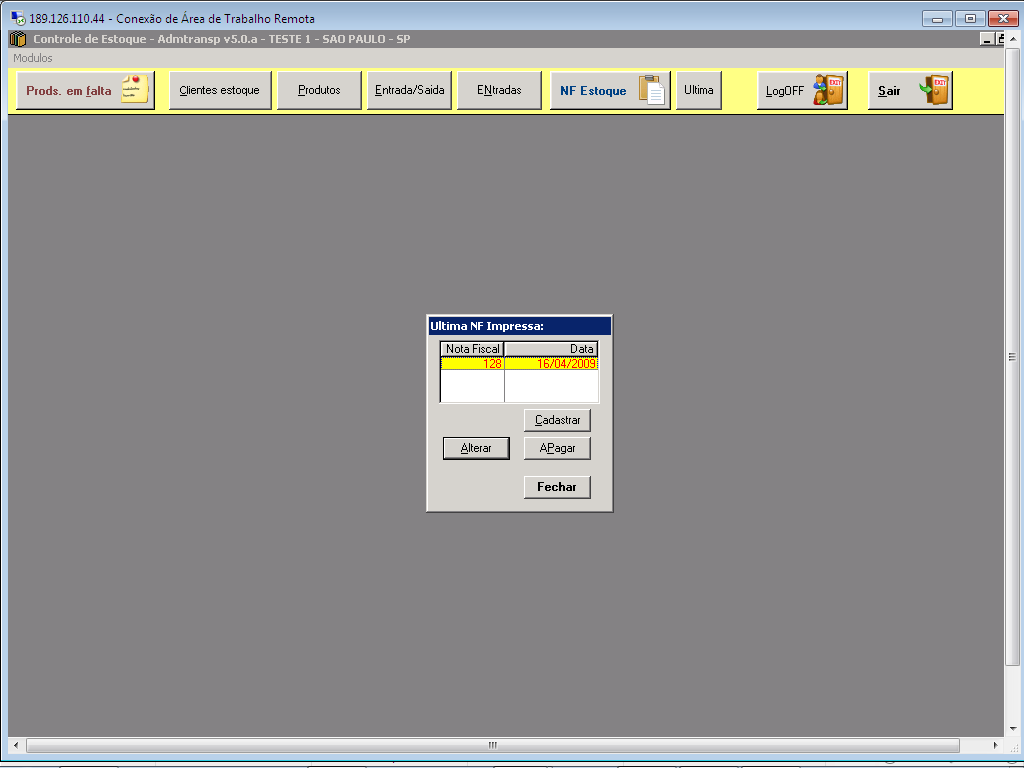 189.126.110.44 - Conexão de Área de Trabalho Remota
Controle de Estoque - Admtransp v5.0.a - TESTE 1 - SAO PAULO - SP
Modulos
Prods. em falta
Clientes estoque
Produtos
Entrada/Saida
ENtradas
NF Estoque
Ultima
LogOFF
EXIT
Sair
EXIT
Ultima NF Impressa:
Nota Fiscal Data
128 16/04/2009
Cadastrar
Alterar APagar
Fechar